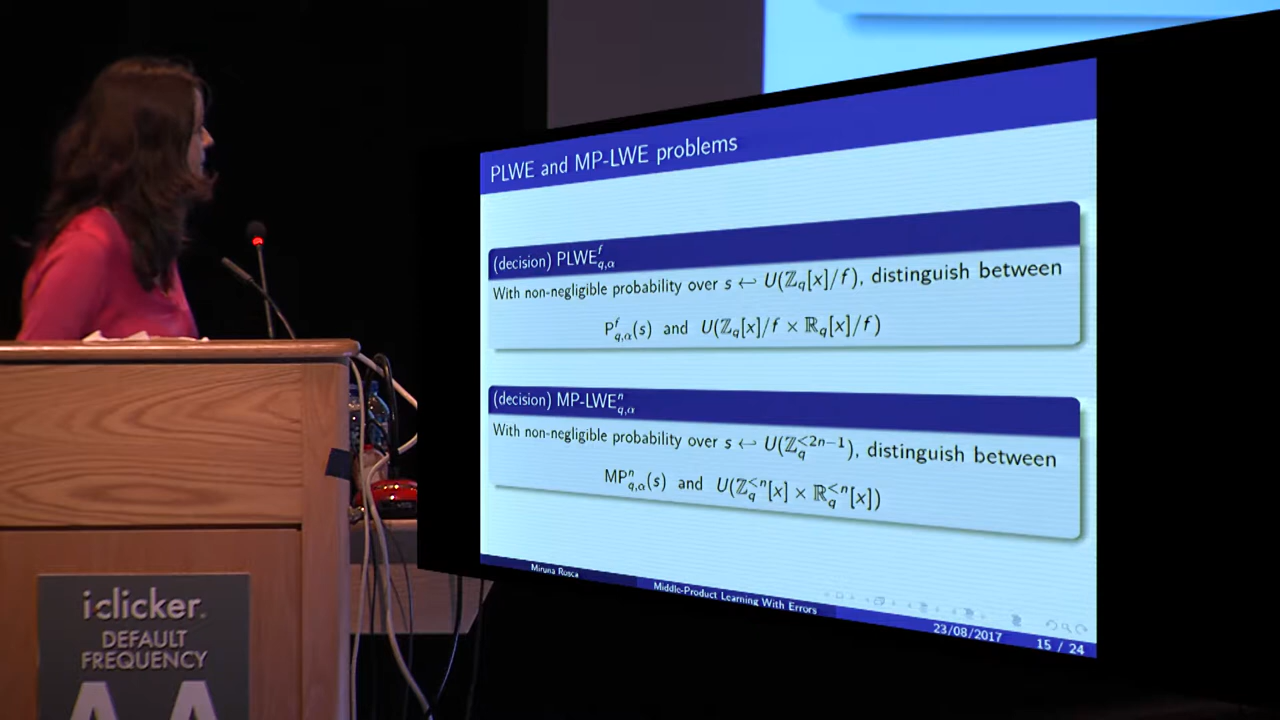 PLWE and MP-LWE problems
(decision) PLWE^f_{q,α}
With non-negligible probability over s ↩ U(ℤ_q[x]/f), distinguish between
P^f_{q,α}(s) and U(ℤ_q[x]/f × ℝ_q[x]/f)
(decision) MP-LWE^n_{q,α}
With non-negligible probability over s ↩ U(ℤ_q^{<2n−1}), distinguish between
MP^n_{q,α}(s) and U(ℤ_q^{<n}[x] × ℝ_q^{<n}[x])
Miruna Rosca
Middle-Product Learning With Errors
23/08/2017
15 / 24
iclicker.
DEFAULT
FREQUENCY
AA